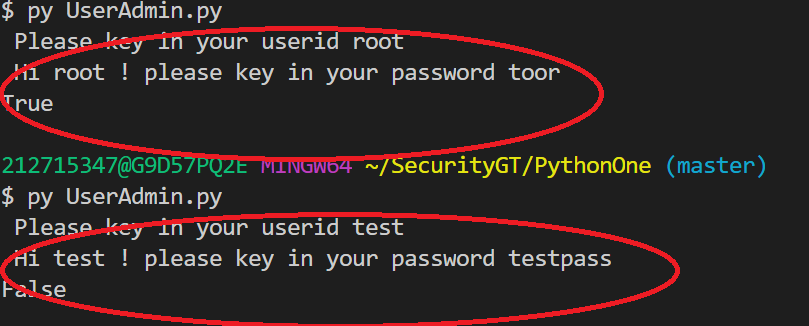 $ py UserAdmin.py
Please key in your userid root
Hi root ! please key in your password toor
True
212715347@G9D57PQ2E MINGW64 ~/SecurityGT/PythonOne (master)
$ py UserAdmin.py
Please key in your userid test
Hi test ! please key in your password testpass
False